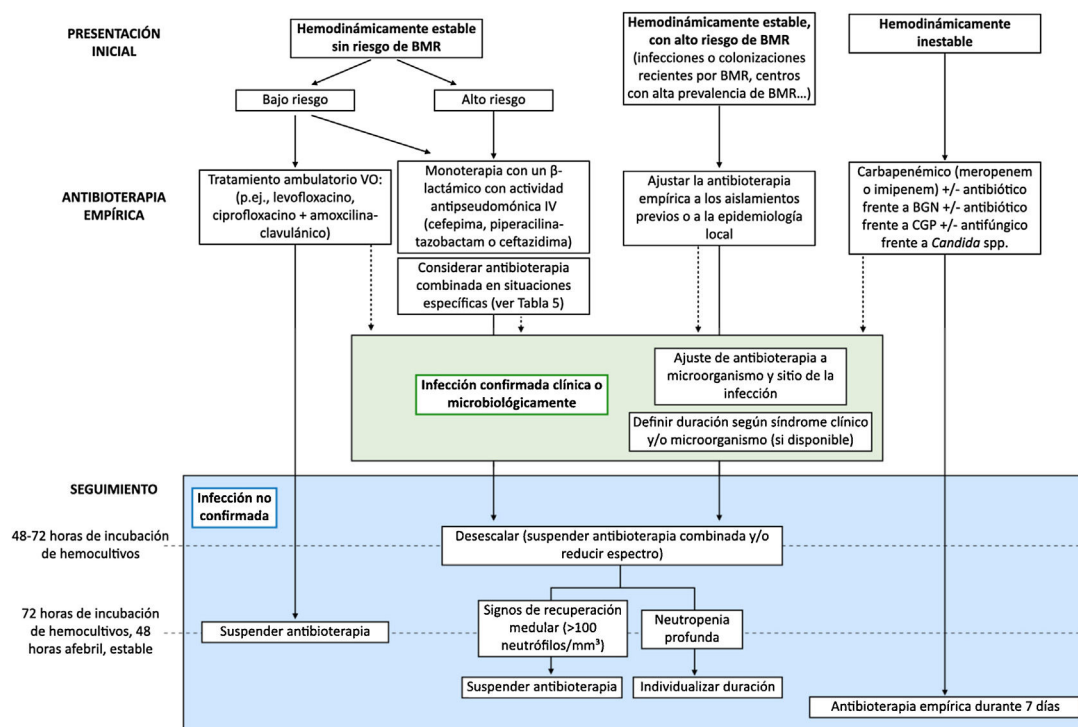 PRESENTACIÓN
INICIAL
Hemodinámicamente estable
sin riesgo de BMR
Hemodinámicamente estable,
con alto riesgo de BMR
(infecciones o colonizaciones
recientes por BMR, centros
con alta prevalencia de BMR...)
Hemodinámicamente
inestable
Bajo riesgo
Alto riesgo
ANTIBIOTERAPIA
EMPÍRICA
Tratamiento ambulatorio VO:
(p.ej., levofloxacino,
ciprofloxacino + amoxcilina-
clavulánico)
Monoterapia con un β-
lactámico con actividad
antipseudomónica IV
(cefepima, piperacilina-
tazobactam o ceftazidima)
Considerar antibioterapia
combinada en situaciones
específicas (ver Tabla 5)
Ajustar la antibioterapia
empírica a los aislamientos
previos o a la epidemiología
local
Carbapenémico (meropenem
o imipenem) +/- antibiótico
frente a BGN +/- antibiótico
frente a CGP +/- antifúngico
frente a Candida spp.
Infección confirmada clínica o
microbiológicamente
Ajuste de antibioterapia a
microorganismo y sitio de la
infección
Definir duración según síndrome clínico
y/o microorganismo (si disponible)
SEGUIMIENTO
Infección no
confirmada
48-72 horas de incubación
de hemocultivos
Desescalar (suspender antibioterapia combinada y/o
reducir espectro)
72 horas de incubación
de hemocultivos, 48
horas afebril, estable
Suspender antibioterapia
Signos de recuperación
medular (>100
neutrófilos/mm³)
Neutropenia
profunda
Suspender antibioterapia
Individualizar duración
Antibioterapia empírica durante 7 días